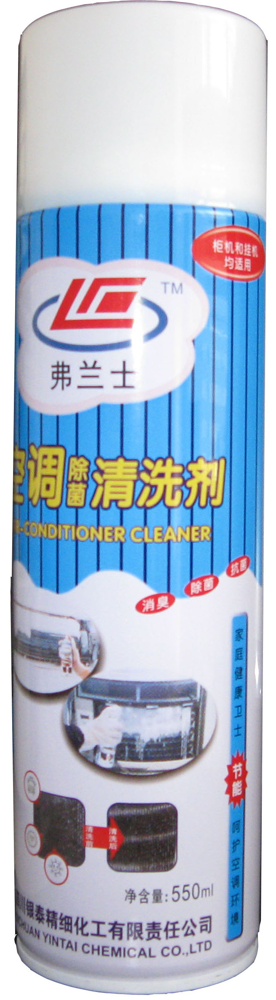 柜机和挂机
均适用
TM
弗兰士
空调除菌清洗剂
-CONDITIONER CLEANER
抗菌
除菌
消臭
家庭健康卫士
节能
呵护空调环境
清洗前
清洗后
净含量:550ml
川银泰精细化工有限责任公司
CHUAN YINTAI CHEMICAL CO.,LTD